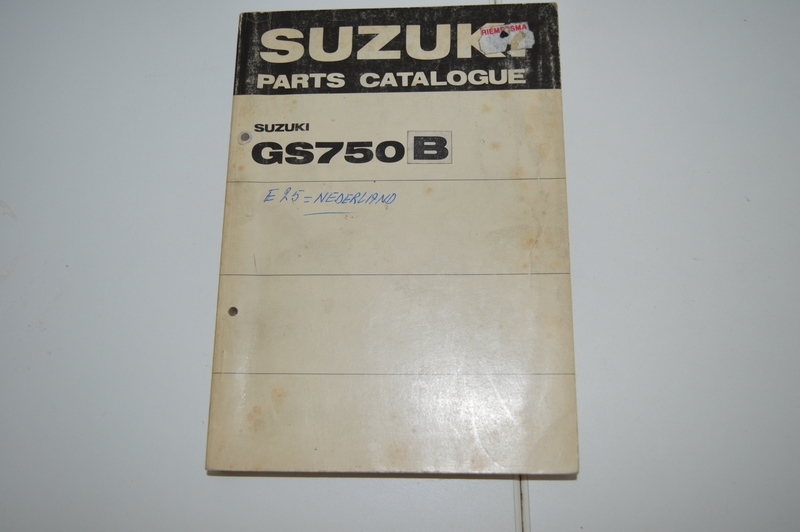 SUZUKI
PARTS CATALOGUE
SUZUKI
GS750 B
E 25 = NEDERLAND